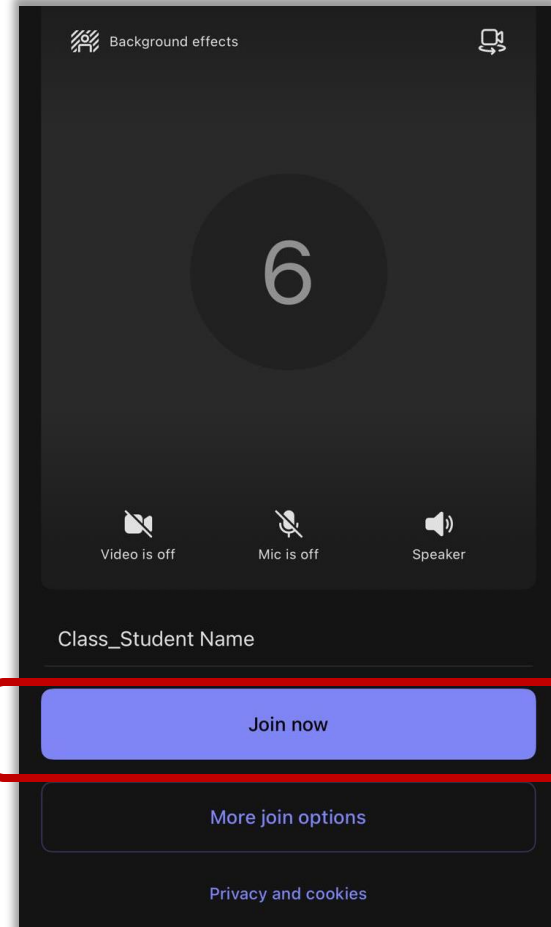 Background effects
6
Video is off Mic is off Speaker
Class_Student Name
Join now
More join options
Privacy and cookies